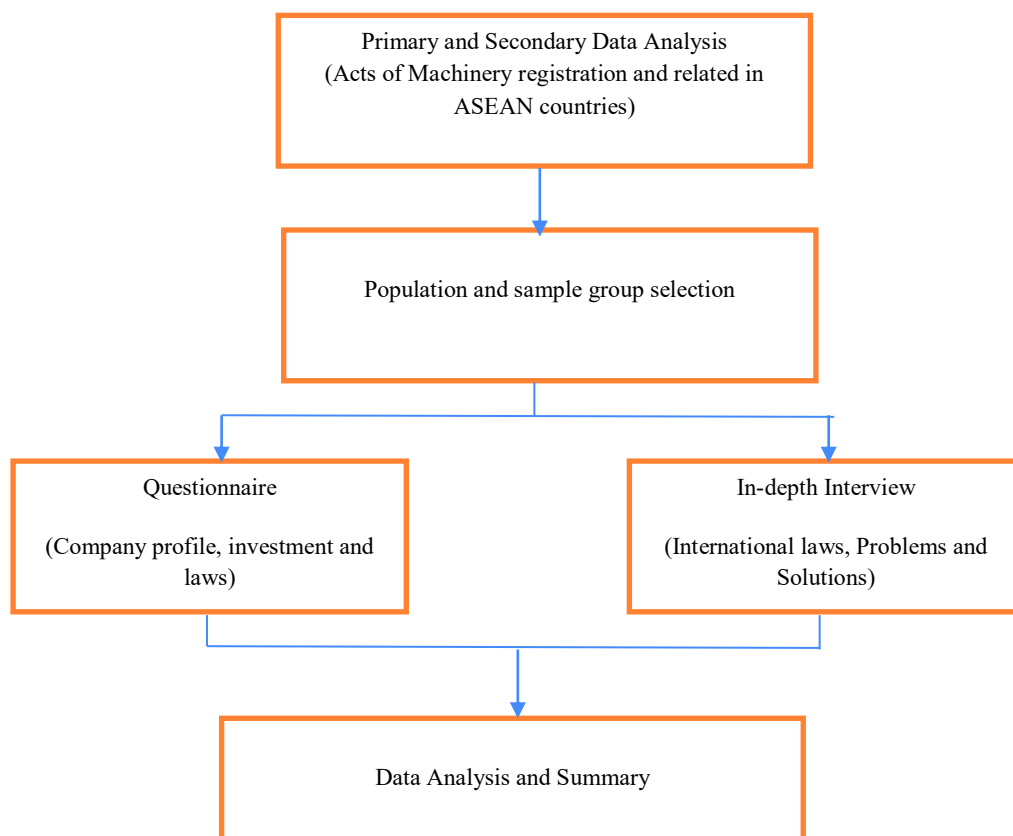 Primary and Secondary Data Analysis
(Acts of Machinery registration and related in
ASEAN countries)
Population and sample group selection
Questionnaire
(Company profile, investment and
laws)
In-depth Interview
(International laws, Problems and
Solutions)
Data Analysis and Summary